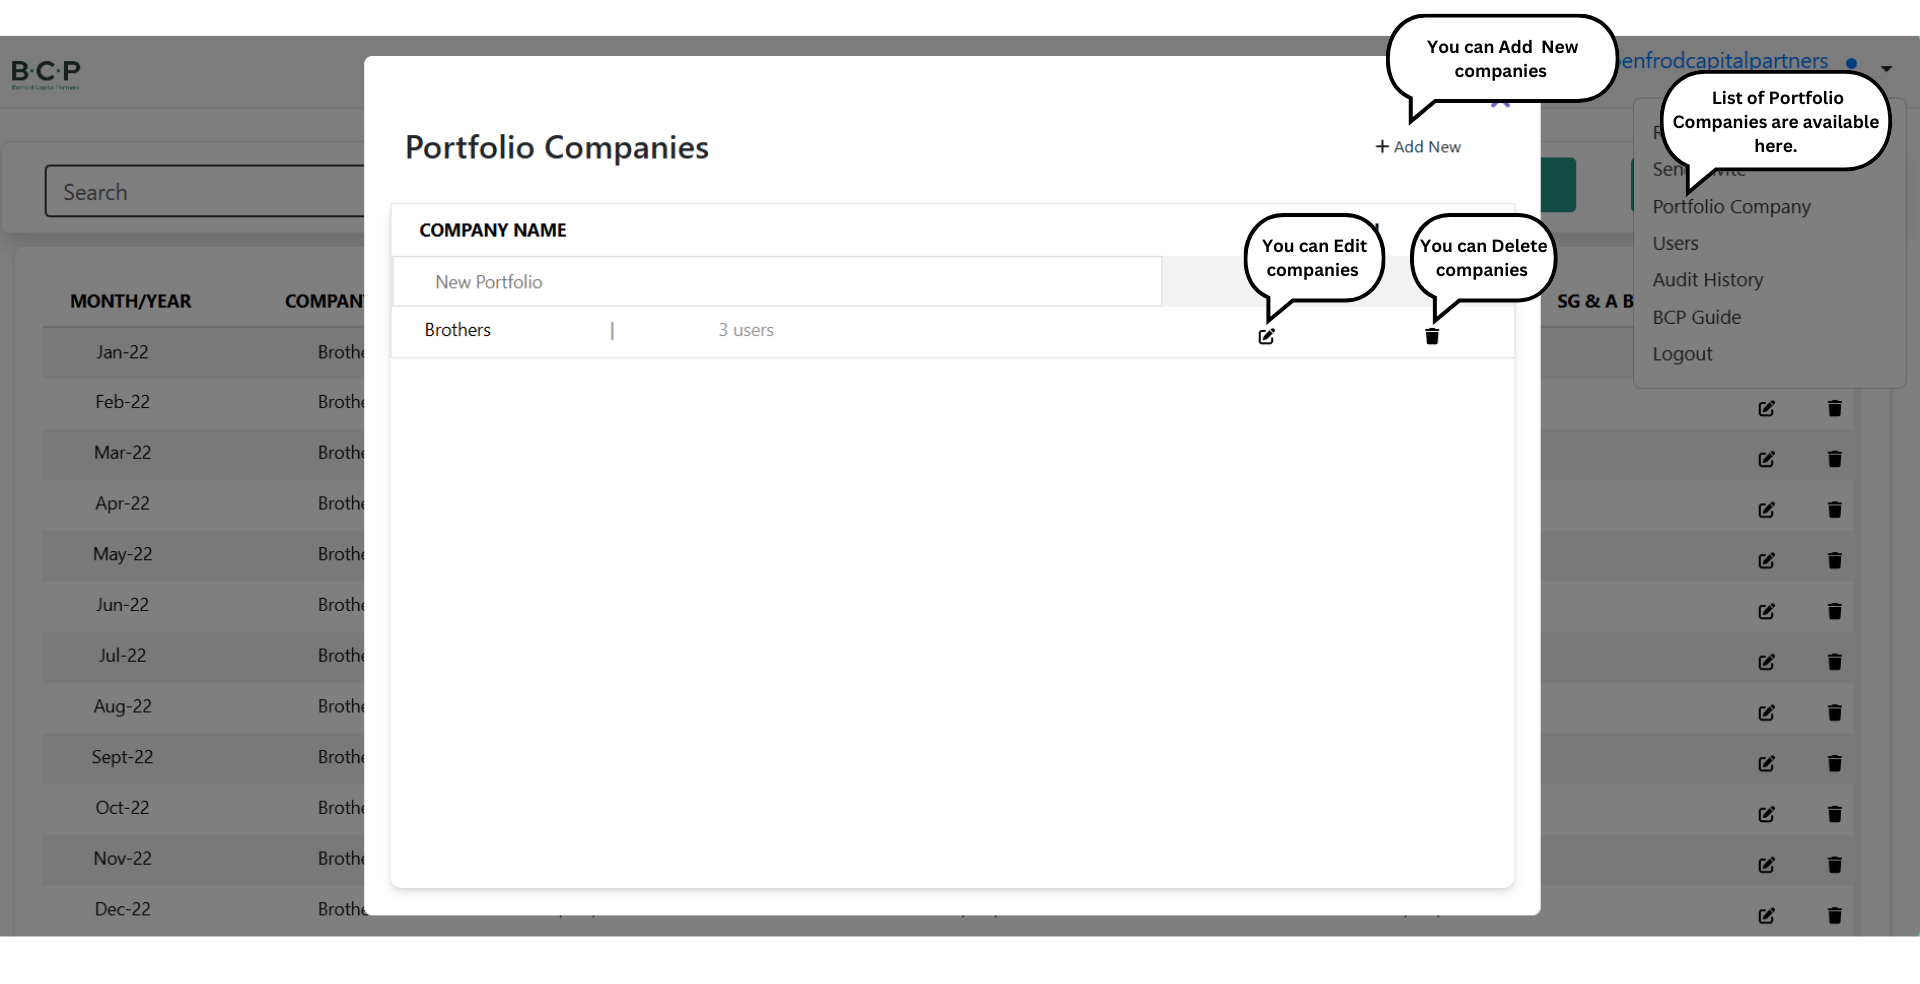 You can Add New
companies
B·C·P
Benford Capital Partners
enfrodcapitalpartners
List of Portfolio
Companies are available
here.
Portfolio Companies
+ Add New
Search
Portfolio Company
Users
Audit History
BCP Guide
Logout
COMPANY NAME
You can Edit
companies
You can Delete
companies
New Portfolio
Brothers | 3 users
MONTH/YEAR COMPAN SG & A B
Jan-22 Brothe
Feb-22 Brothe
Mar-22 Brothe
Apr-22 Brothe
May-22 Brothe
Jun-22 Brothe
Jul-22 Brothe
Aug-22 Brothe
Sept-22 Brothe
Oct-22 Brothe
Nov-22 Brothe
Dec-22 Brothe